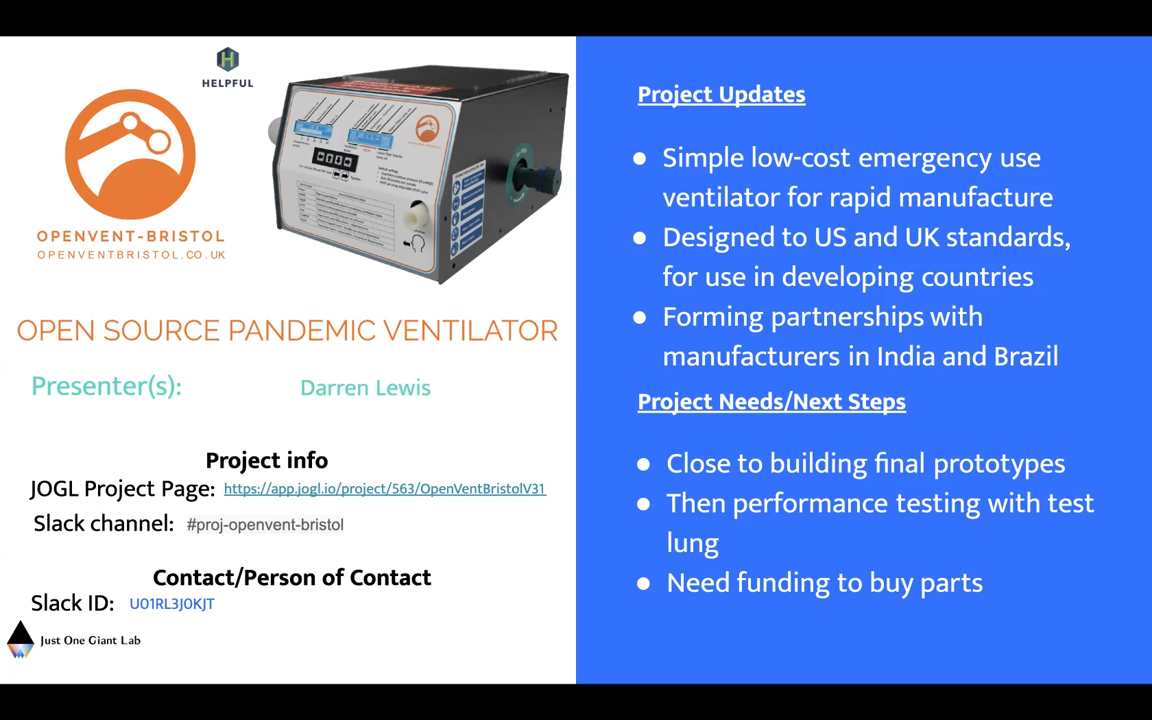 HELPFUL
OPENVENT-BRISTOL
OPENVENTBRISTOL.CO.UK
OPENVENT-BRISTOL
OPEN SOURCE PANDEMIC VENTILATOR
Presenter(s): Darren Lewis
Project info
JOGL Project Page: https://app.jogl.io/project/563/OpenVentBristolV31
Slack channel: #proj-openvent-bristol
Contact/Person of Contact
Slack ID: U01RL3J0KJT
Just One Giant Lab
Project Updates
● Simple low-cost emergency use
ventilator for rapid manufacture
● Designed to US and UK standards,
for use in developing countries
● Forming partnerships with
manufacturers in India and Brazil
Project Needs/Next Steps
● Close to building final prototypes
● Then performance testing with test
lung
● Need funding to buy parts